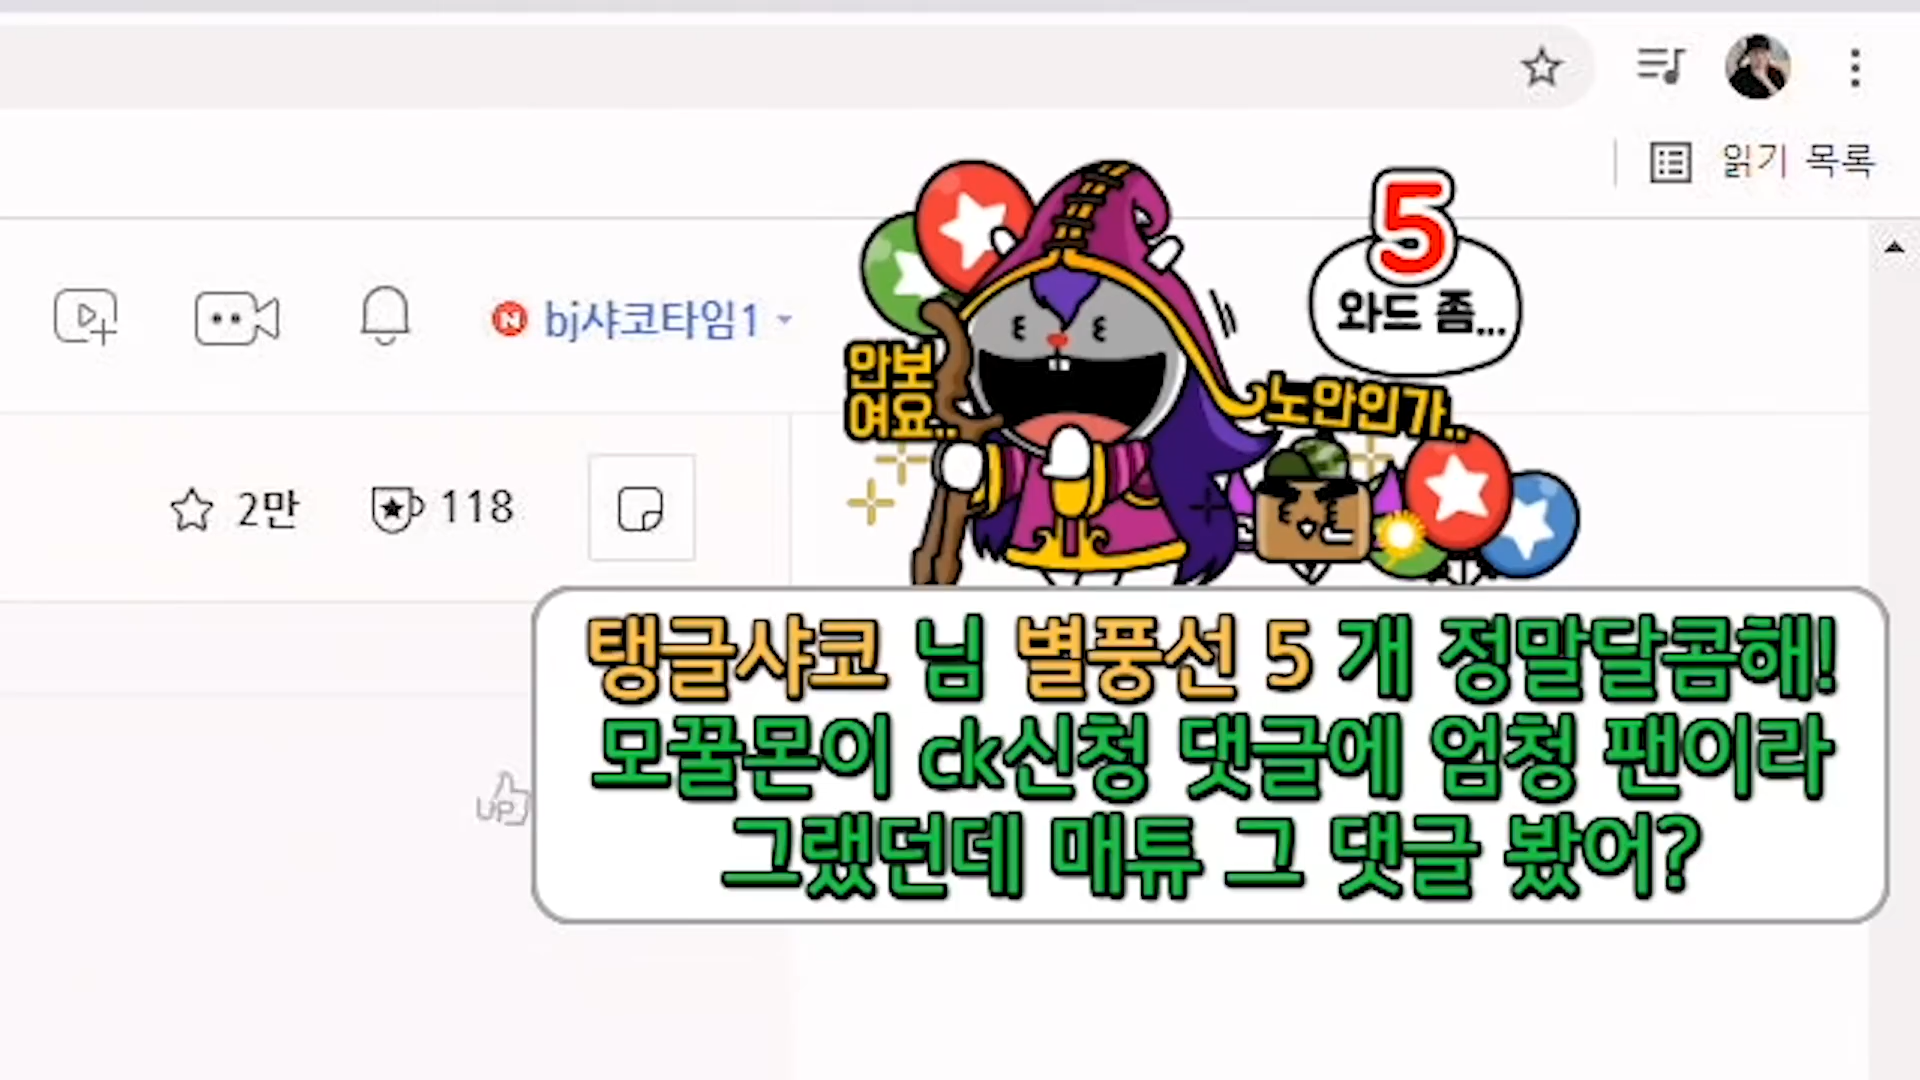 읽기 목록
5
와드 좀...
bj샤코타임1
안보
여요..
노안인가..
2만
118
탱글샤코 님 별풍선 5 개 정말달콤해!
모꿀몬이 ck신청 댓글에 엄청 팬이라
그랬던데 매튜 그 댓글 봤어?
UP